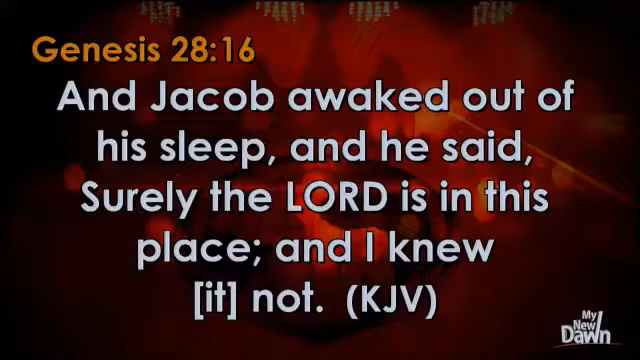 Genesis 28:16
And Jacob awaked out of
his sleep, and he said,
Surely the LORD is in this
place; and I knew
[it] not. (KJV)
My
New
Dawn